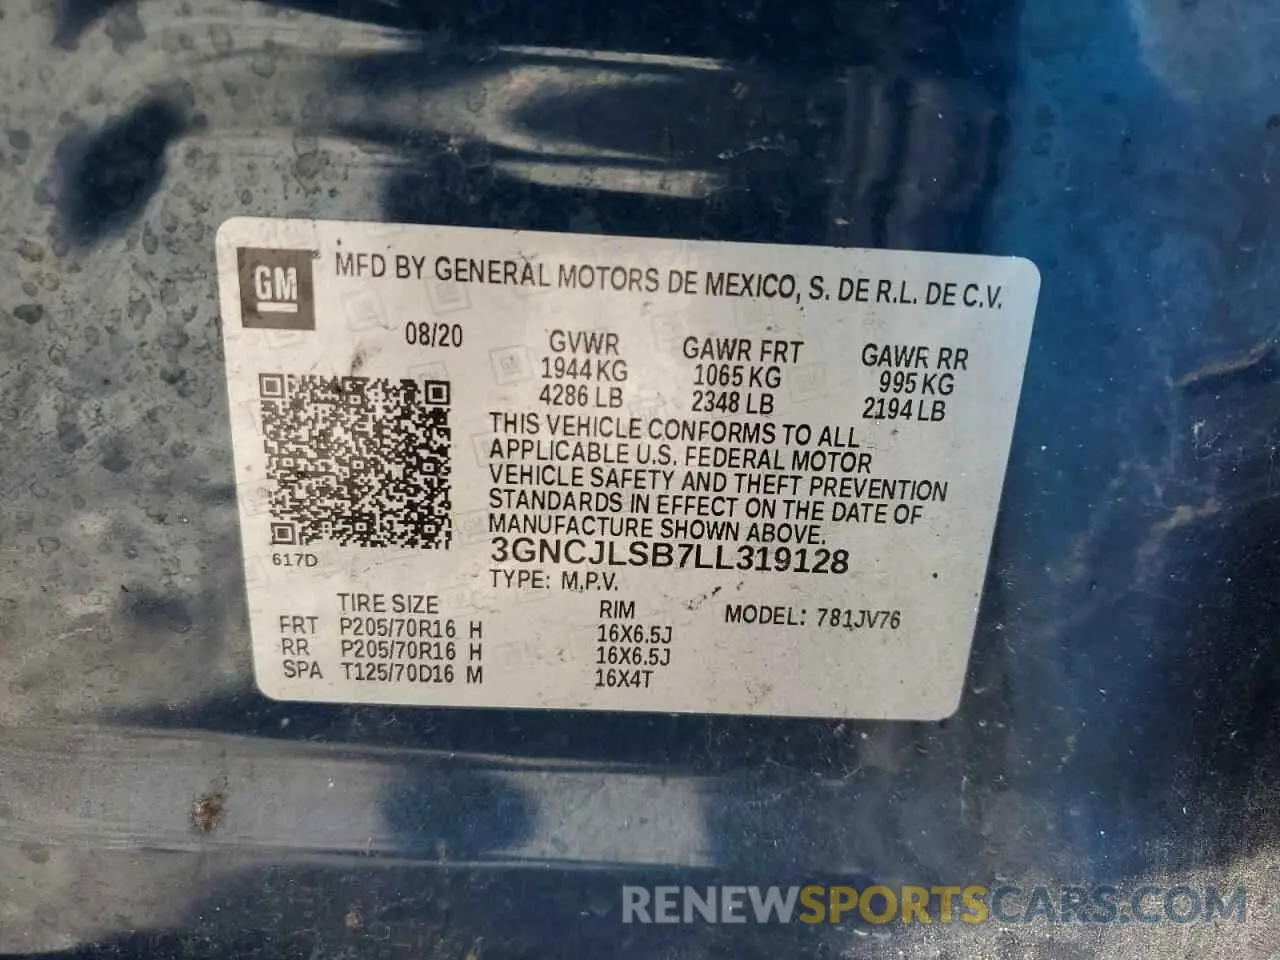 GM ® MFD BY GENERAL MOTORS DE MEXICO, S. DE R.L. DE C.V.
08/20 GVWR GAWR FRT GAWR RR
1944 KG 1065 KG 995 KG
4286 LB 2348 LB 2194 LB
THIS VEHICLE CONFORMS TO ALL
APPLICABLE U.S. FEDERAL MOTOR
VEHICLE SAFETY AND THEFT PREVENTION
STANDARDS IN EFFECT ON THE DATE OF
MANUFACTURE SHOWN ABOVE.
617D 3GNCJLSB7LL319128
TYPE: M.P.V.
TIRE SIZE RIM MODEL: 781JV76
FRT P205/70R16 H 16X6.5J
RR P205/70R16 H 16X6.5J
SPA T125/70D16 M 16X4T
RENEWSPORTSCARS.COM